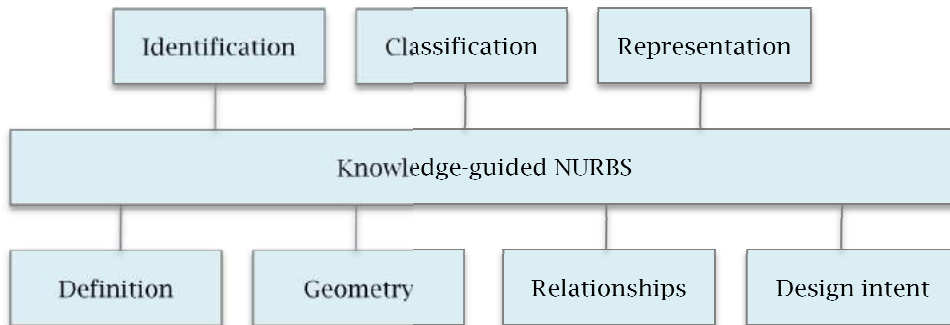 Identification
Classification
Representation
Knowledge-guided NURBS
Definition
Geometry
Relationships
Design intent